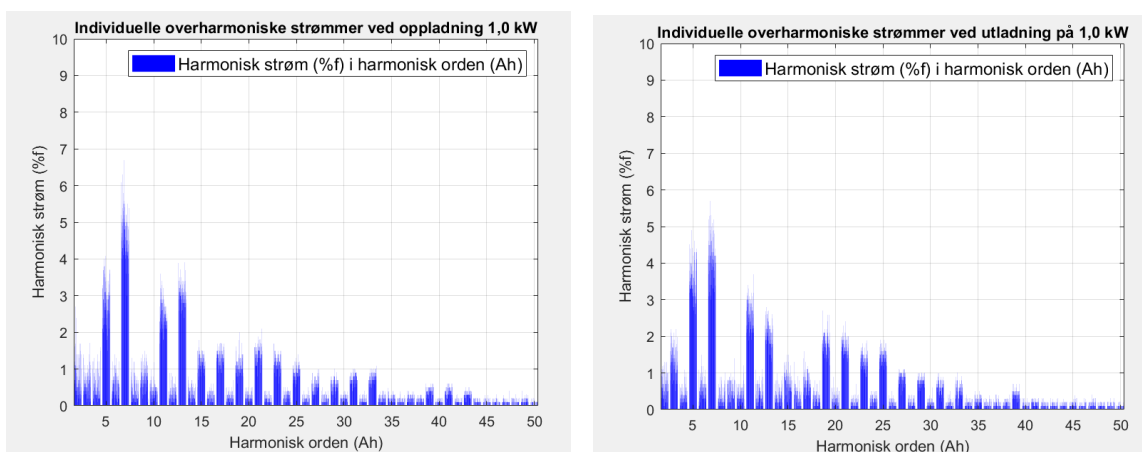 Individuelle overharmoniske strømmer ved oppladning 1,0 kW
Harmonisk strøm (%f) i harmonisk orden (Ah)
10
9
8
7
6
5
4
3
2
1
0
Harmonisk strøm (%f)
5 10 15 20 25 30 35 40 45 50
Harmonisk orden (Ah)
Individuelle overharmoniske strømmer ved utladning på 1,0 kW
Harmonisk strøm (%f) i harmonisk orden (Ah)
10
9
8
7
6
5
4
3
2
1
0
Harmonisk strøm (%f)
5 10 15 20 25 30 35 40 45 50
Harmonisk orden (Ah)